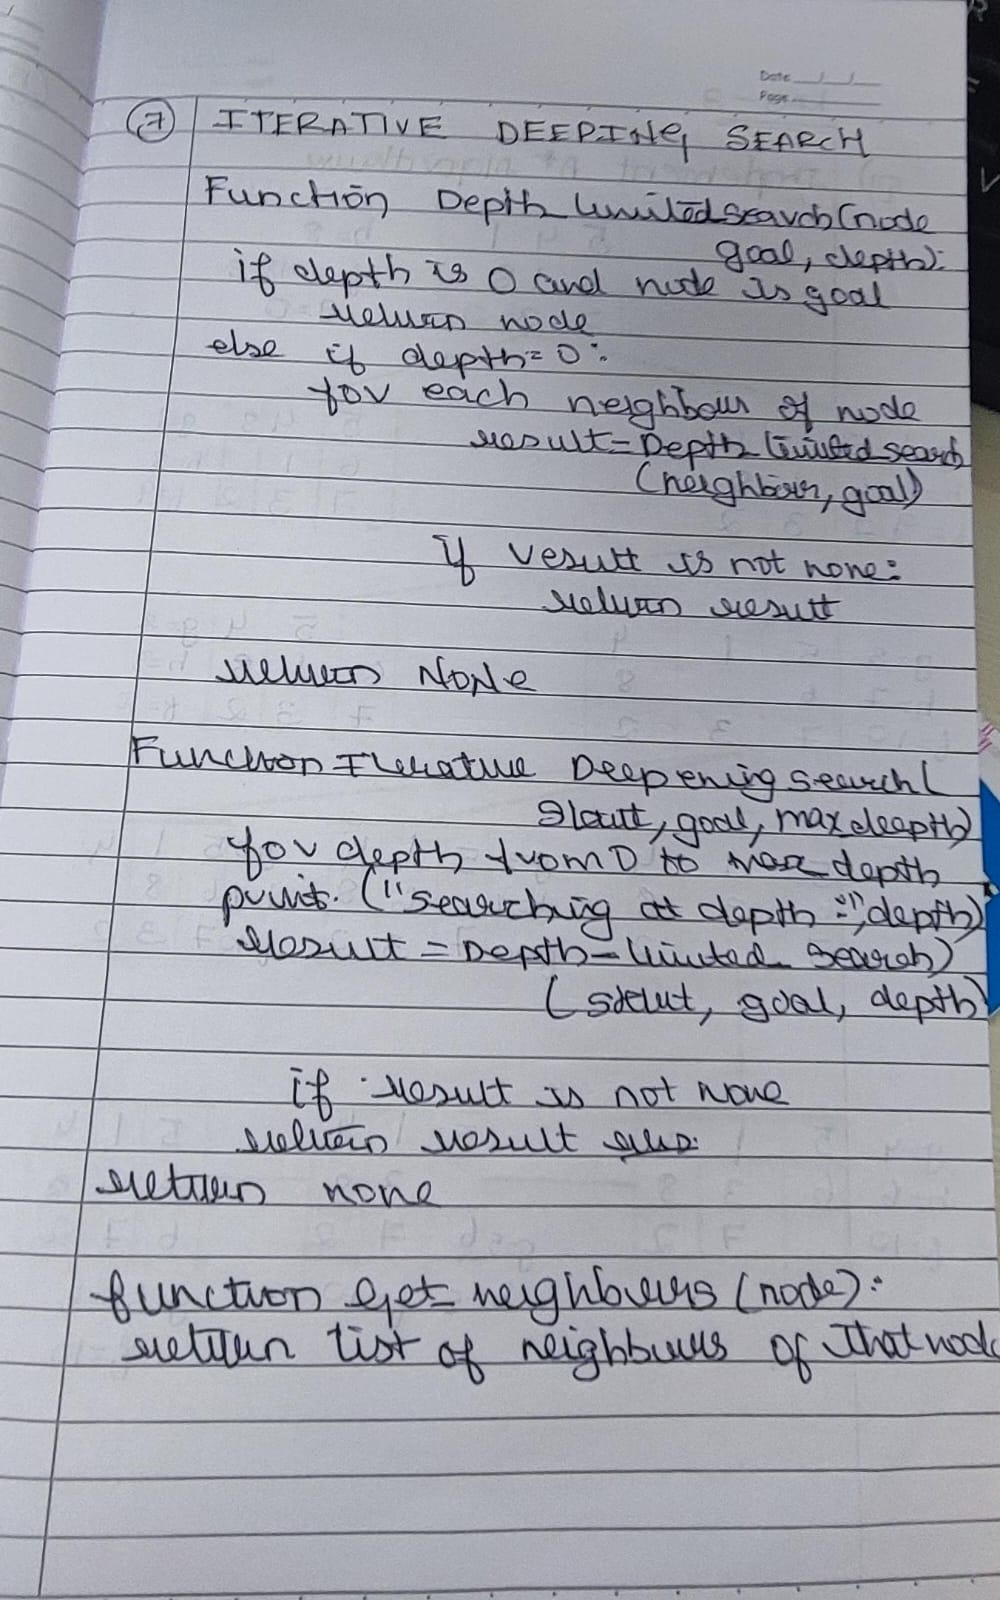 Date
Page
7 ITERATIVE DEEPING SEARCH
Function Depth Limited search (node
goal, depth):
if depth is 0 and node is goal
return node
else if depth = 0:
for each neighbour of node
result = Depth limited search
(neighbour, goal)
if result is not none:
return result
return NONE
Function Iterative Deepening search (
start, goal, max deapth)
for depth from 0 to max depth
print. ("searching at depth :", depth)
result = Depth-limited search)
(start, goal, depth)
if result is not none
return result
return none
function get neighbours (node):
return list of neighbours of that node